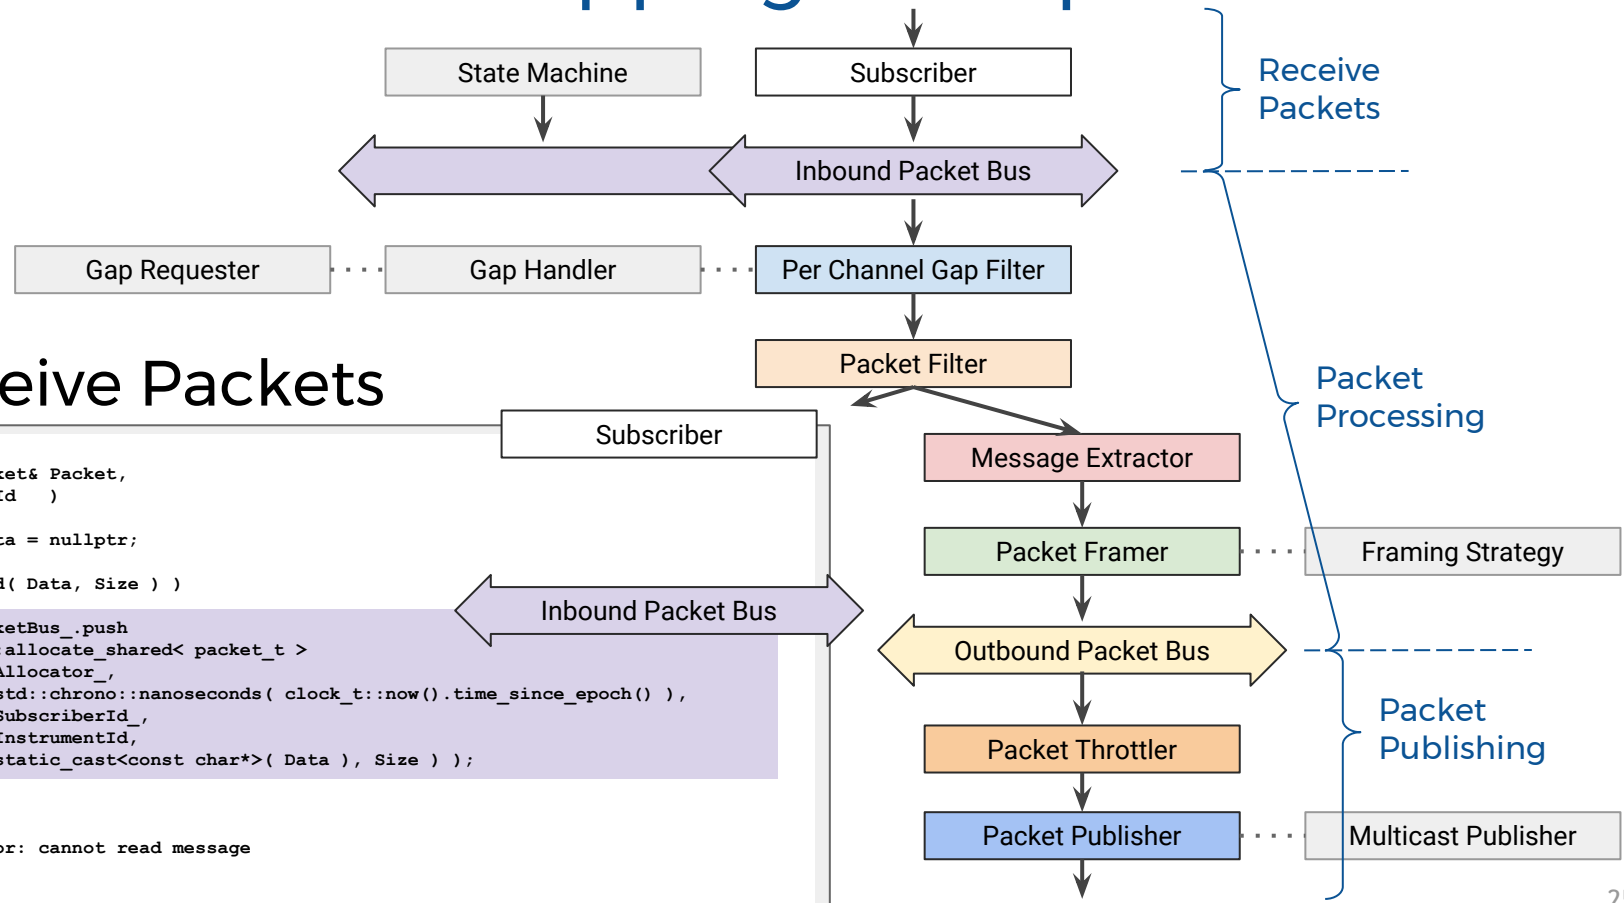 State Machine
Subscriber
Receive
Packets
Inbound Packet Bus
Gap Requester
Gap Handler
Per Channel Gap Filter
Packet Filter
Packet
Processing
eive Packets
Subscriber
Message Extractor
ket& Packet,
Id )
Packet Framer
Framing Strategy
ta = nullptr;
d( Data, Size ) )
Inbound Packet Bus
ketBus_.push
:allocate_shared< packet_t >
Allocator_,
std::chrono::nanoseconds( clock_t::now().time_since_epoch() ),
SubscriberId_,
InstrumentId,
static_cast<const char*>( Data ), Size ) );
Outbound Packet Bus
Packet
Publishing
Packet Throttler
Packet Publisher
Multicast Publisher
or: cannot read message